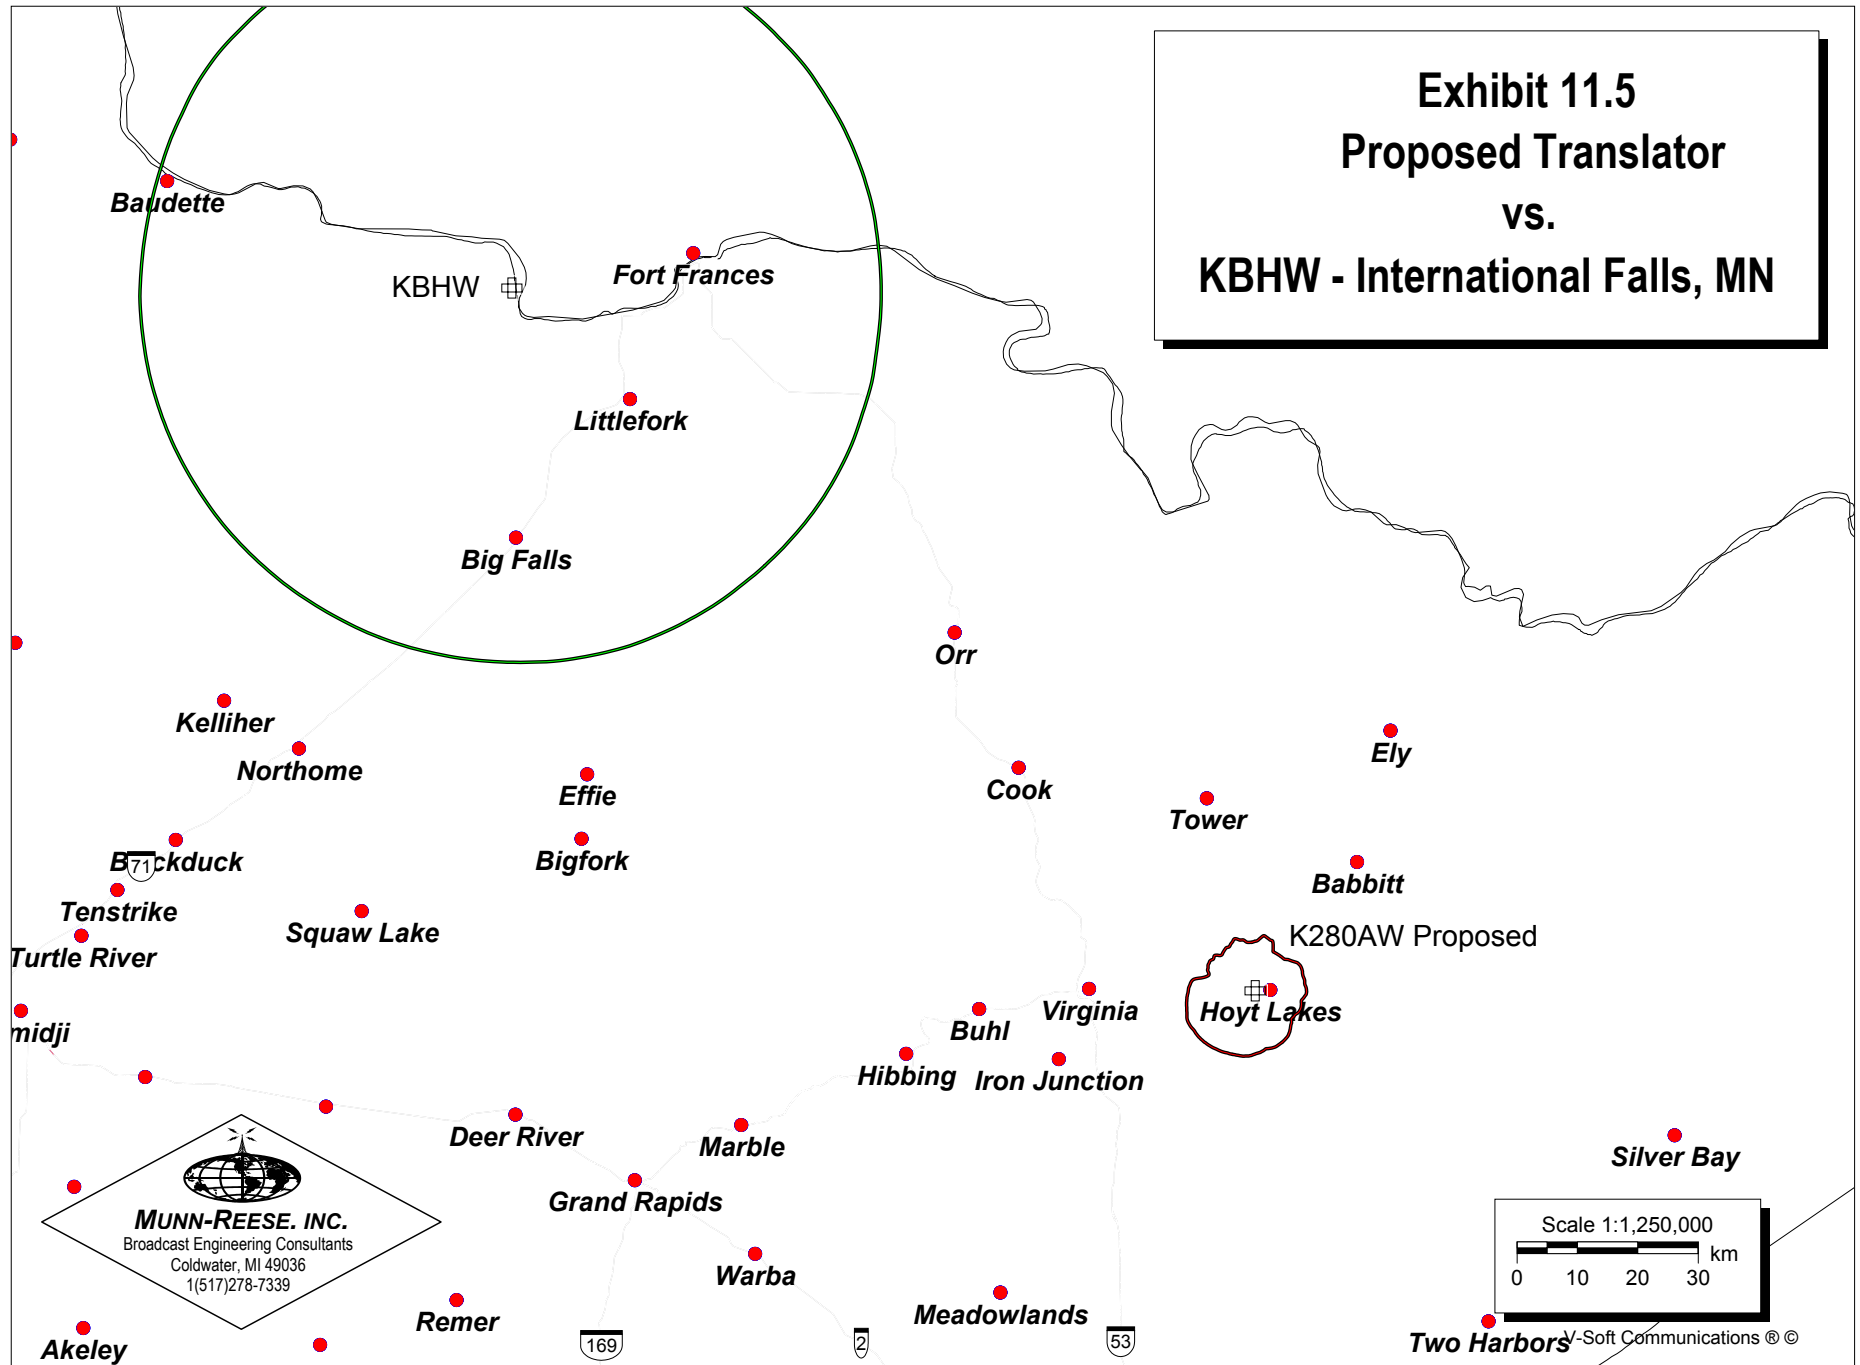 Exhibit 11.5
Proposed Translator
vs.
KBHW - International Falls, MN
Baudette
KBHW
Fort Frances
Littlefork
Big Falls
Orr
Kelliher
Northome
Effie
Cook
Ely
Tower
Bigfork
71
Babbitt
Tenstrike
Squaw Lake
K280AW Proposed
Turtle River
Virginia
Hoyt Lakes
Buhl
midji
Hibbing
Iron Junction
Deer River
Marble
Silver Bay
Grand Rapids
MUNN-REESE. INC.
Broadcast Engineering Consultants
Coldwater, MI 49036
1(517)278-7339
Scale 1:1,250,000
km
0 10 20 30
Warba
Meadowlands
Remer
Akeley
169
2
53
Two Harbors
V-Soft Communications ® ©